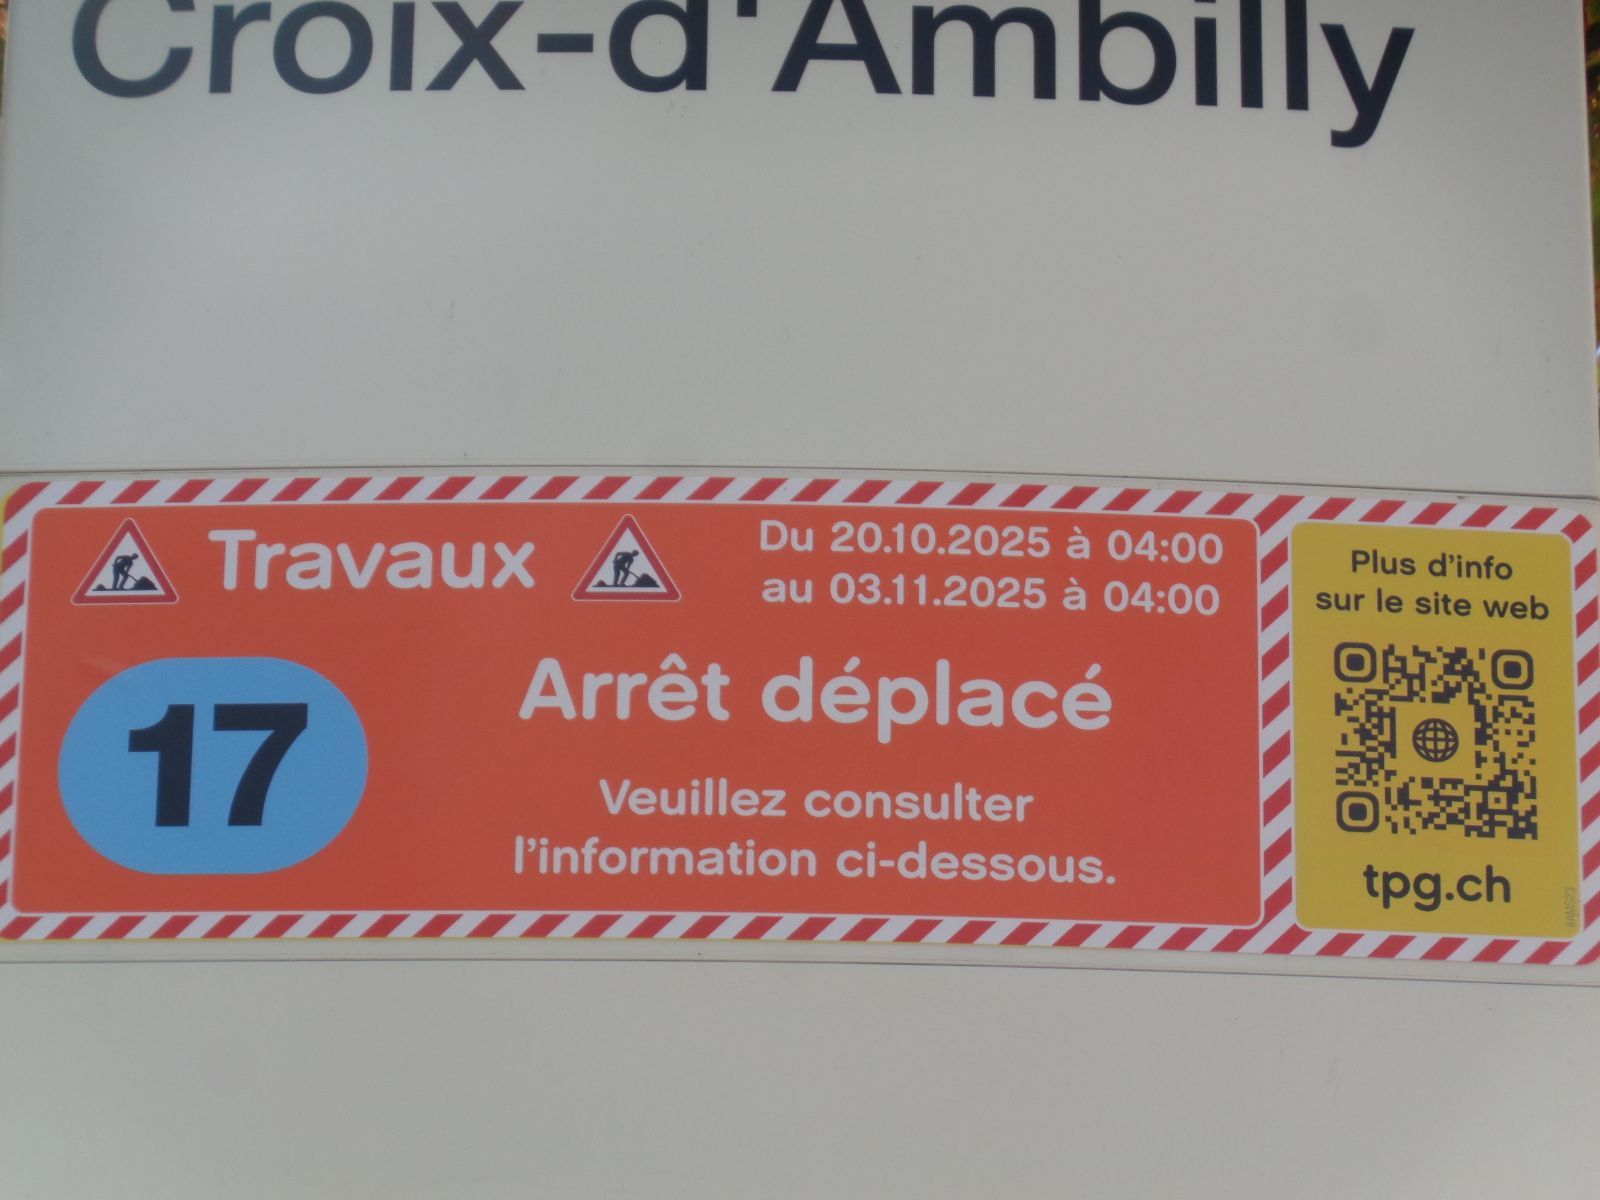 Croix-d'Ambilly
Travaux
Du 20.10.2025 à 04:00
au 03.11.2025 à 04:00
17
Arrêt déplacé
Veuillez consulter
l'information ci-dessous.
Plus d'info
sur le site web
tpg.ch
#AMS23